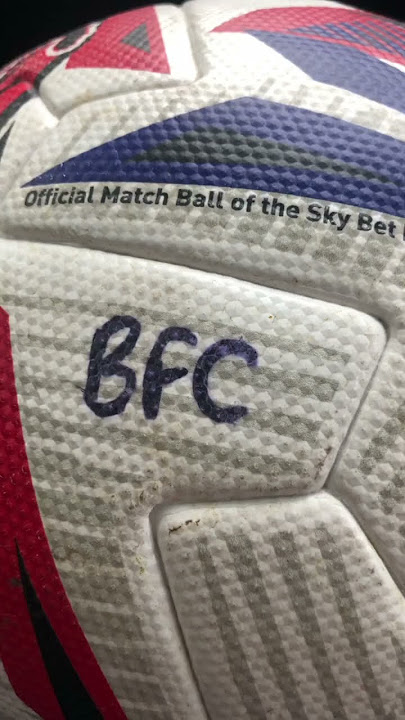 Official Match Ball of the Sky Bet
BFC